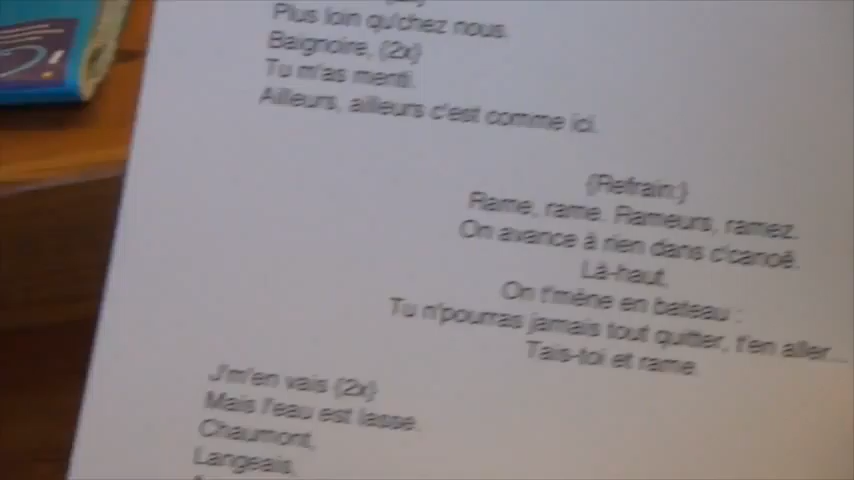 Plus loin qu'chez nous.
Baignoire, (2x)
Tu m'as menti.
Ailleurs, ailleurs c'est comme ici.
{Refrain:}
Rame, rame. Rameurs, ramez.
On avance à rien dans c'canoë.
Là-haut,
On t'mène en bateau :
Tu n'pourras jamais tout quitter, t'en aller...
Tais-toi et rame.
J'm'en vais (2x)
Mais l'eau est lasse.
Chaumont,
Langeais,